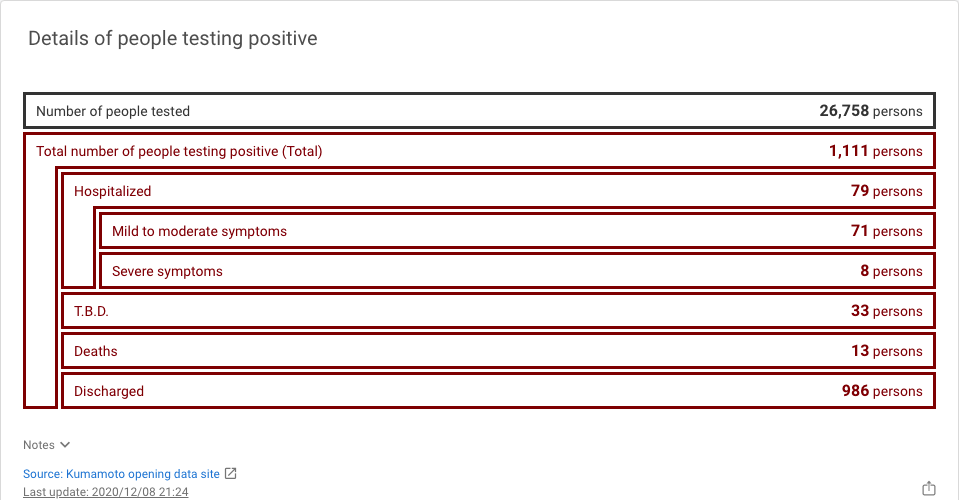 Details of people testing positive
Number of people tested 26,758 persons
Total number of people testing positive (Total) 1,111 persons
Hospitalized 79 persons
Mild to moderate symptoms 71 persons
Severe symptoms 8 persons
T.B.D. 33 persons
Deaths 13 persons
Discharged 986 persons
Notes
Source: Kumamoto opening data site
Last update: 2020/12/08 21:24